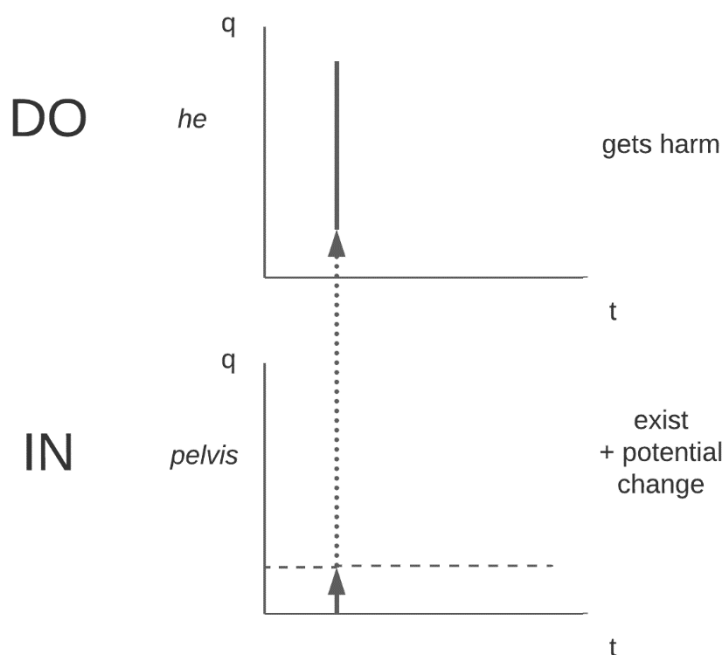 q
DO
he
gets harm
t
q
IN
pelvis
exist
+ potential
change
t